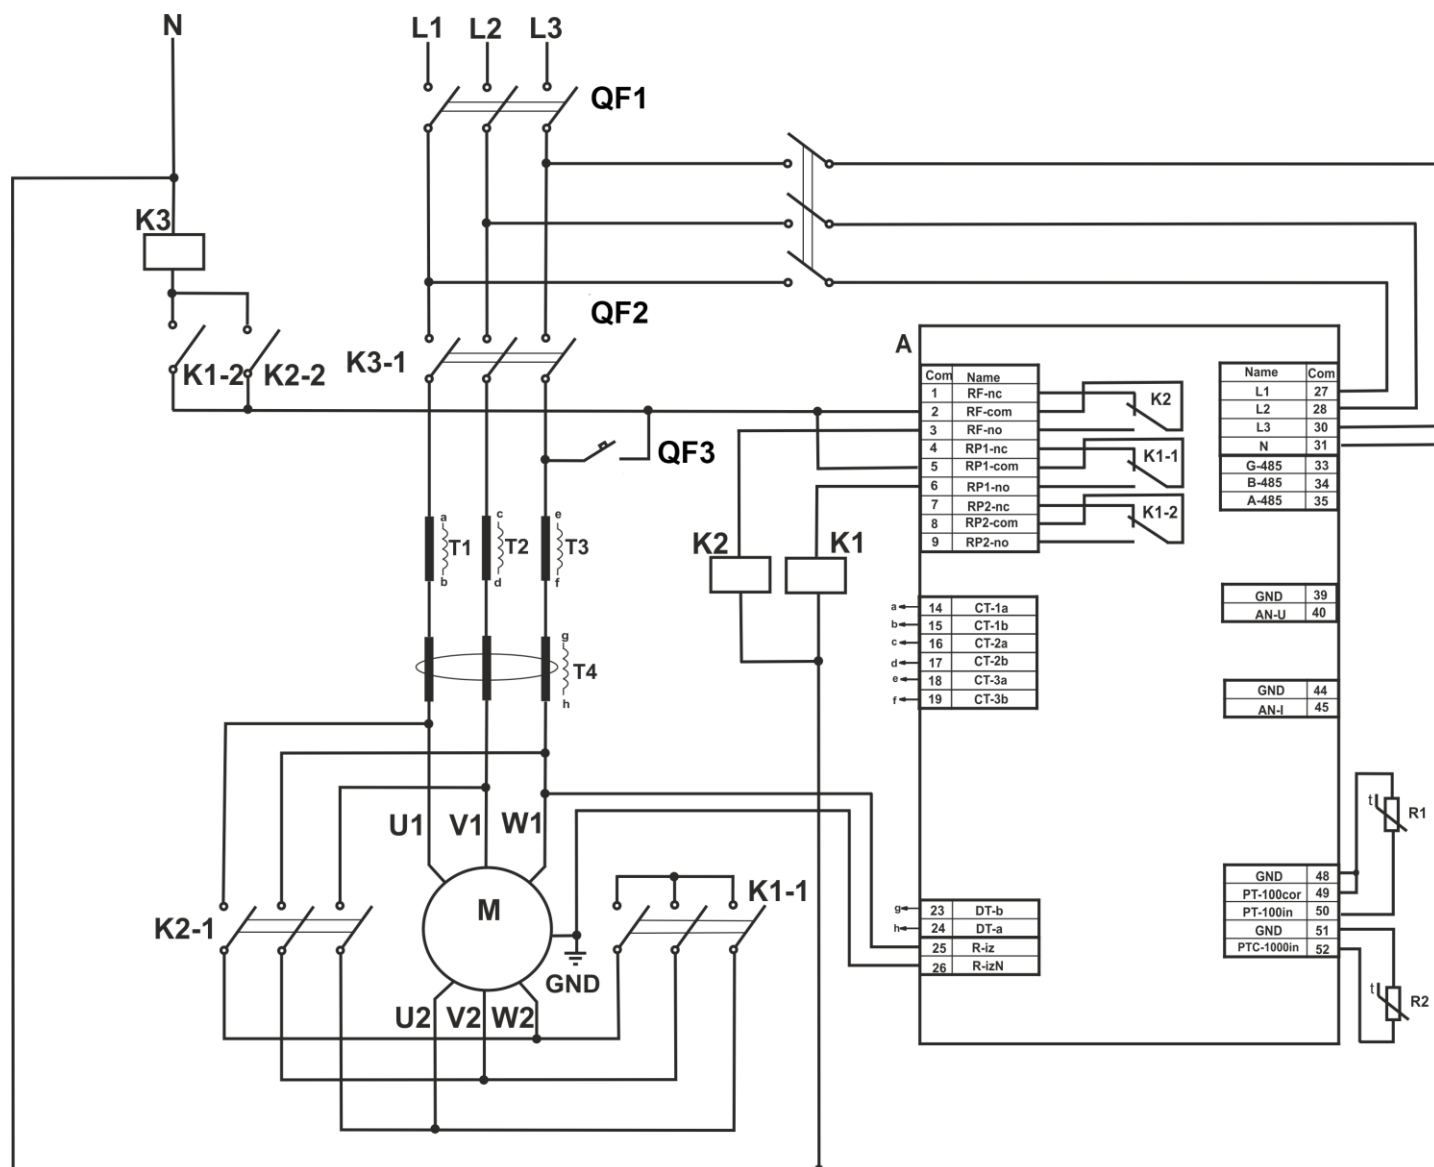 N
L1 L2 L3
QF1
K3
QF2
K3-1
K1-2 K2-2
QF3
A
Com Name
1 RF-nc
2 RF-com
3 RF-no
4 RP1-nc
5 RP1-com
6 RP1-no
7 RP2-nc
8 RP2-com
9 RP2-no
K2
K1-1
K1-2
Name Com
L1 27
L2 28
L3 30
N 31
G-485 33
B-485 34
A-485 35
a c e
T1 T2 T3
b d f
K2 K1
g
T4
h
a 14 CT-1a
b 15 CT-1b
c 16 CT-2a
d 17 CT-2b
e 18 CT-3a
f 19 CT-3b
GND 39
AN-U 40
GND 44
AN-I 45
U1 V1 W1
t R1
K2-1
M
K1-1
GND
GND 48
PT-100cor 49
PT-100in 50
GND 51
PTC-1000in 52
g 23 DT-b
h 24 DT-a
25 R-iz
26 R-izN
t R2
U2 V2 W2